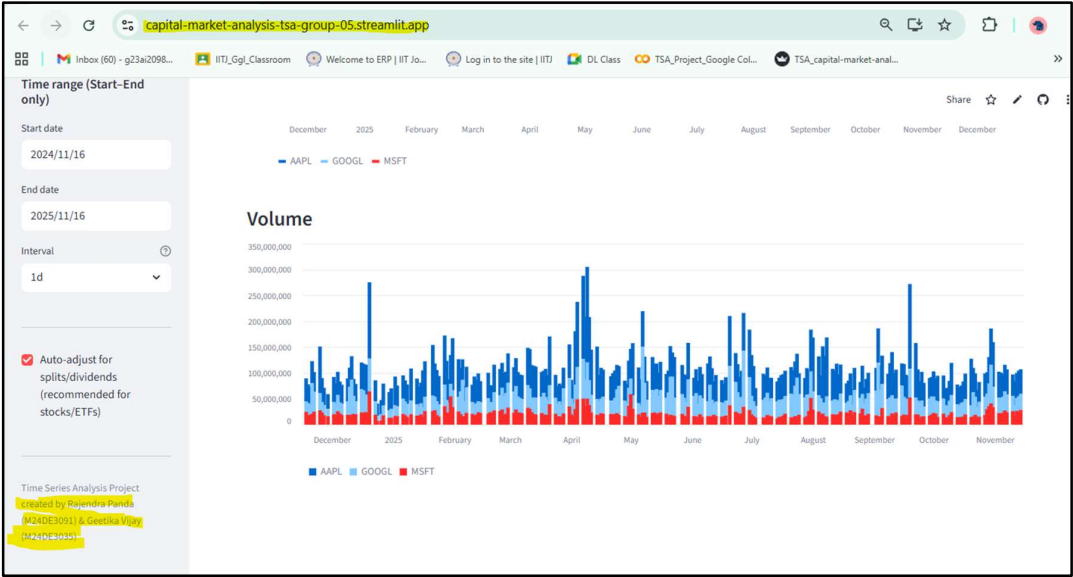 capital-market-analysis-tsa-group-05.streamlit.app
Inbox (60) - g23ai2098...
IITJ_Ggl_Classroom
Welcome to ERP | IIT Jo...
Log in to the site | IITJ
DL Class
TSA_Project_Google Col...
TSA_capital-market-anal...
Time range (Start–End
only)
Start date
2024/11/16
End date
2025/11/16
Interval
1d
Auto-adjust for
splits/dividends
(recommended for
stocks/ETFs)
Time Series Analysis Project
created by Rajendra Panda
(M24DE3091) & Geetika Vijay
(M24DE3035)
Share
December 2025 February March April May June July August September October November December
AAPL GOOGL MSFT
Volume
350,000,000
300,000,000
250,000,000
200,000,000
150,000,000
100,000,000
50,000,000
0
December 2025 February March April May June July August September October November
AAPL GOOGL MSFT